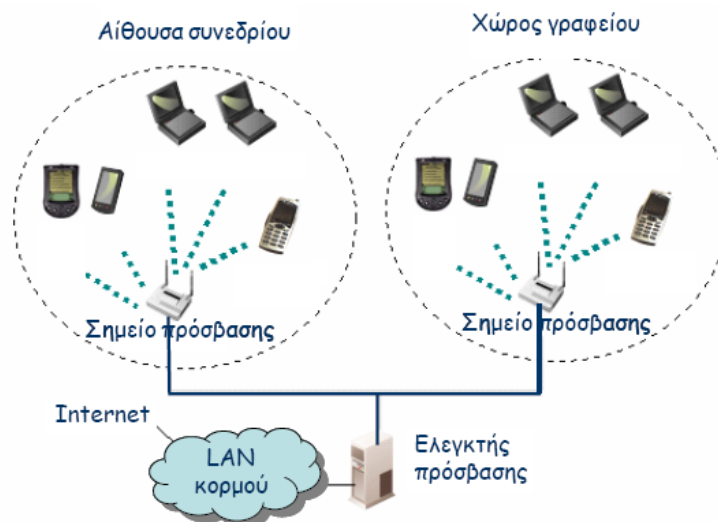 Αίθουσα συνεδρίου
Χώρος γραφείου
Σημείο πρόσβασης
Σημείο πρόσβασης
Internet
LAN
κορμού
Ελεγκτής
πρόσβασης